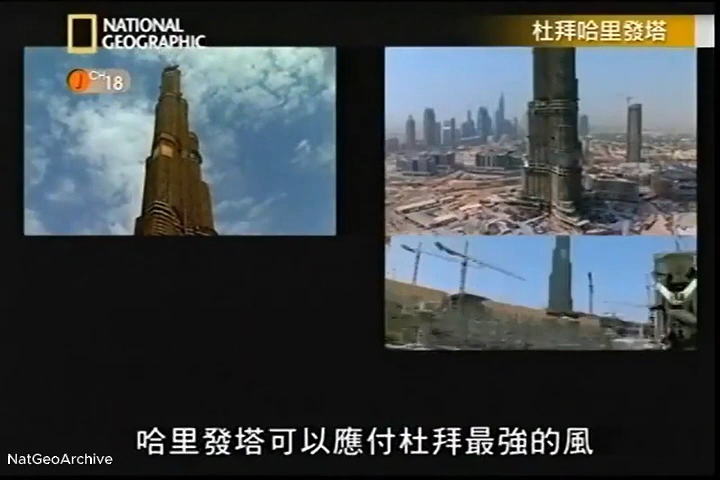 NATIONAL
GEOGRAPHIC
杜拜哈里發塔
CH 18
哈里發塔可以應付杜拜最強的風
NatGeoArchive